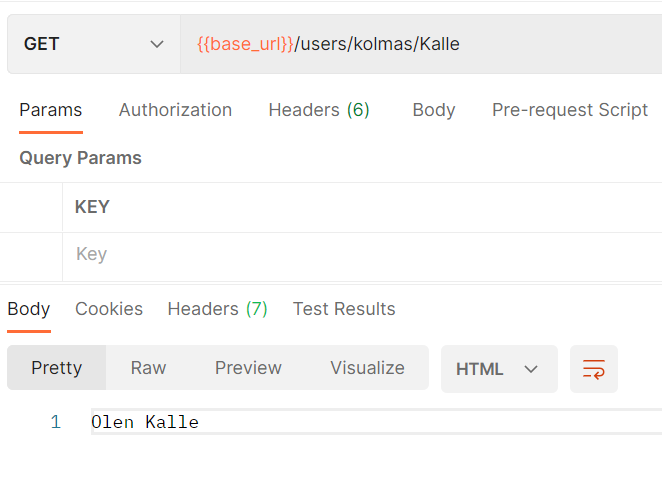 GET {{base_url}}/users/kolmas/Kalle
Params Authorization Headers (6) Body Pre-request Script
Query Params
KEY
Key
Body Cookies Headers (7) Test Results
Pretty Raw Preview Visualize HTML
1 Olen Kalle